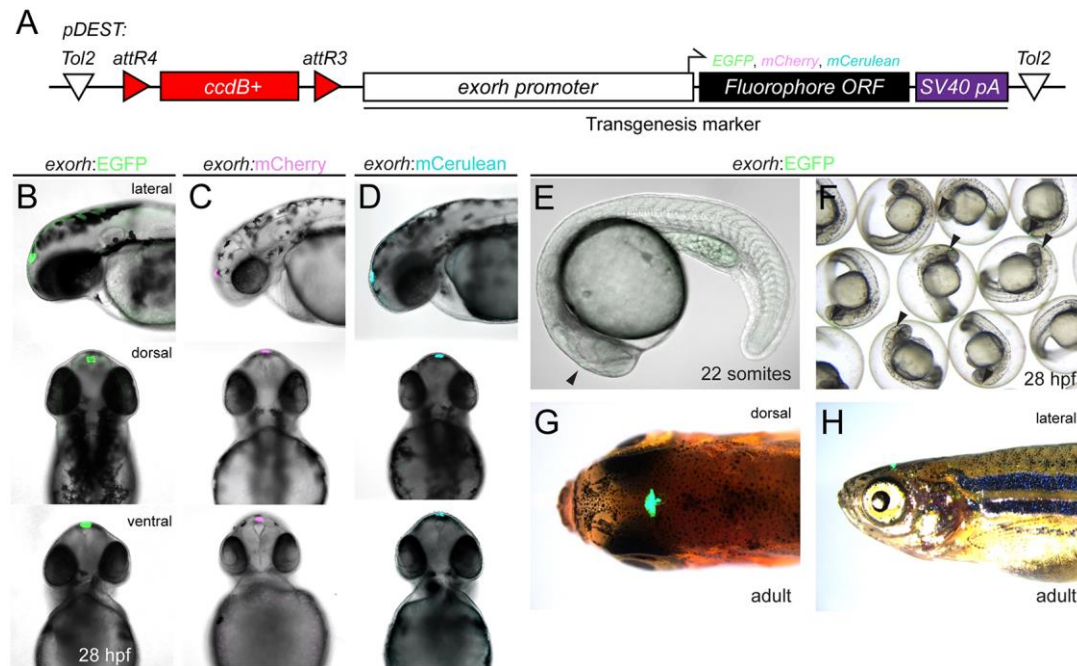 A
pDEST:
Tol2
attR4
attR3
EGFP, mCherry, mCerulean
Tol2
ccdB+
exorh promoter
Fluorophore ORF
SV40 pA
Transgenesis marker
exorh:EGFP
exorh:mCherry
exorh:mCerulean
exorh:EGFP
B
lateral
C
D
E
F
dorsal
22 somites
28 hpf
ventral
28 hpf
G
dorsal
adult
H
lateral
adult